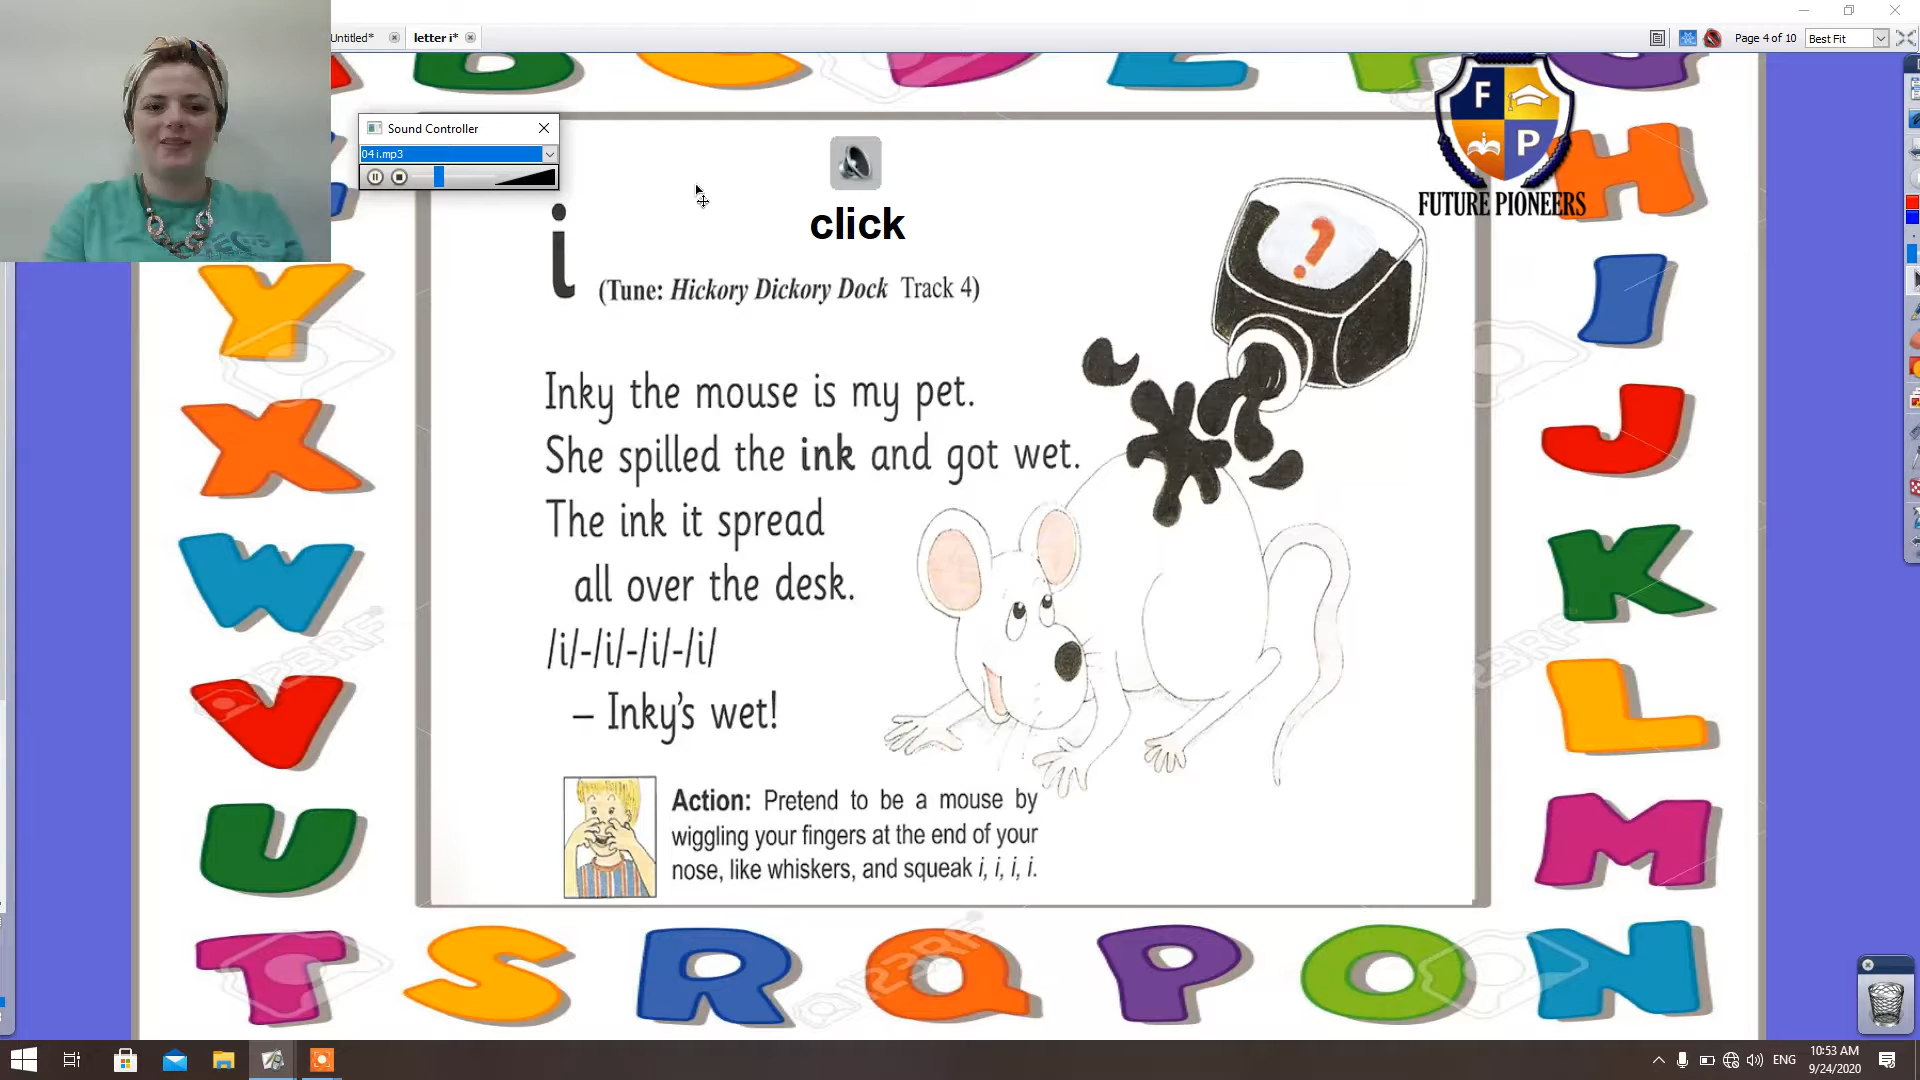 Untitled*
letter i*
Page 4 of 10
Best Fit
Sound Controller
04 i.mp3
click
F
P
FUTURE PIONEERS
i
(Tune: Hickory Dickory Dock Track 4)
?
Inky the mouse is my pet.
She spilled the ink and got wet.
The ink it spread
all over the desk.
/i/-/i/-/i/-/i/
– Inky's wet!
Action: Pretend to be a mouse by
wiggling your fingers at the end of your
nose, like whiskers, and squeak i, i, i, i.
H
I
J
K
L
M
N
O
P
Q
R
S
T
U
V
W
X
Y
ENG
10:53 AM
9/24/2020